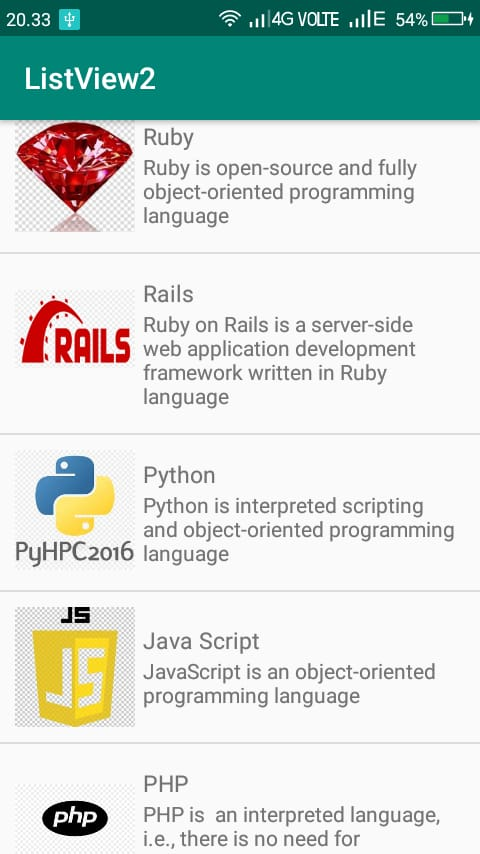 20.33 4G VOLTE E 54%
ListView2
Ruby
Ruby is open-source and fully
object-oriented programming
language
RAILS
Rails
Ruby on Rails is a server-side
web application development
framework written in Ruby
language
PyHPC2016
Python
Python is interpreted scripting
and object-oriented programming
language
JS
JS
Java Script
JavaScript is an object-oriented
programming language
php
PHP
PHP is  an interpreted language,
i.e., there is no need for